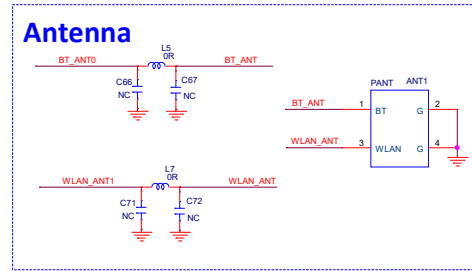 Antenna
L5
0R
BT_ANT0
BT_ANT
C66
NC
C67
NC
PANT
ANT1
BT_ANT
1
BT
G
2
WLAN_ANT
3
WLAN
G
4
L7
0R
WLAN_ANT1
WLAN_ANT
C71
NC
C72
NC